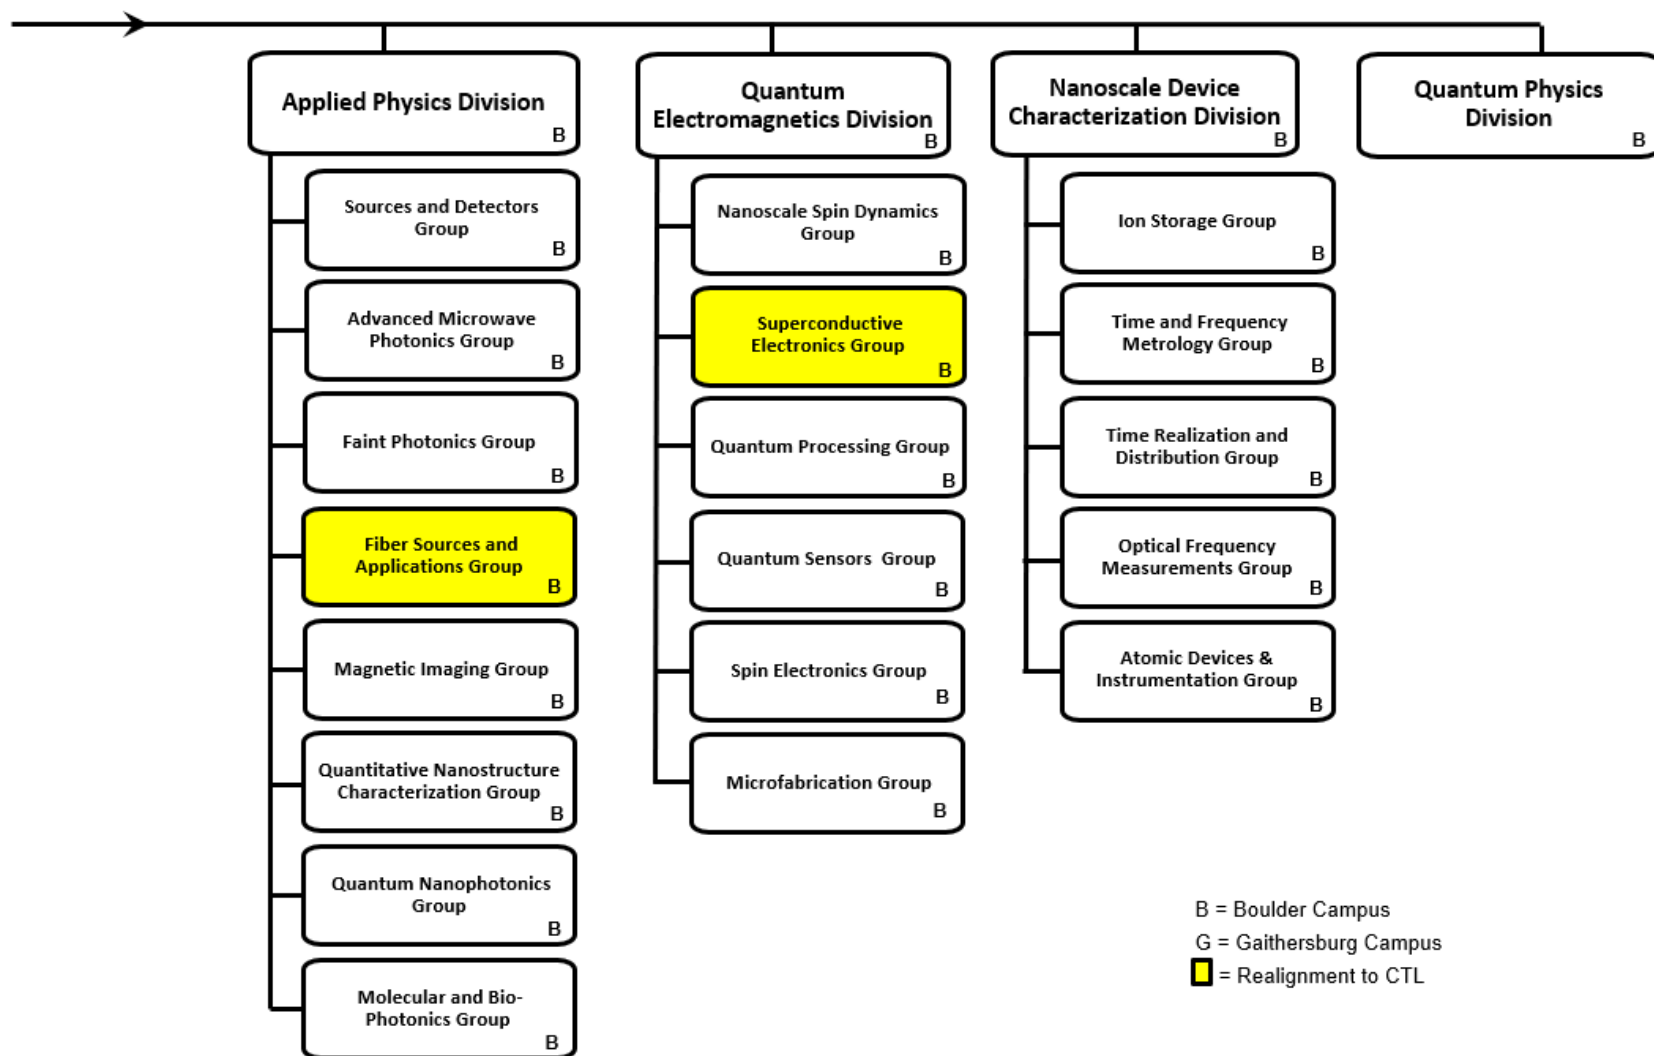 Applied Physics Division
B
Sources and Detectors
Group
B
Advanced Microwave
Photonics Group
B
Faint Photonics Group
B
Fiber Sources and
Applications Group
B
Magnetic Imaging Group
B
Quantitative Nanostructure
Characterization Group
B
Quantum Nanophotonics
Group
B
Molecular and Bio-
Photonics Group
B
Quantum
Electromagnetics Division
B
Nanoscale Spin Dynamics
Group
B
Superconductive
Electronics Group
B
Quantum Processing Group
B
Quantum Sensors Group
B
Spin Electronics Group
B
Microfabrication Group
B
Nanoscale Device
Characterization Division
B
Ion Storage Group
B
Time and Frequency
Metrology Group
B
Time Realization and
Distribution Group
B
Optical Frequency
Measurements Group
B
Atomic Devices &
Instrumentation Group
B
Quantum Physics
Division
B
B = Boulder Campus
G = Gaithersburg Campus
= Realignment to CTL